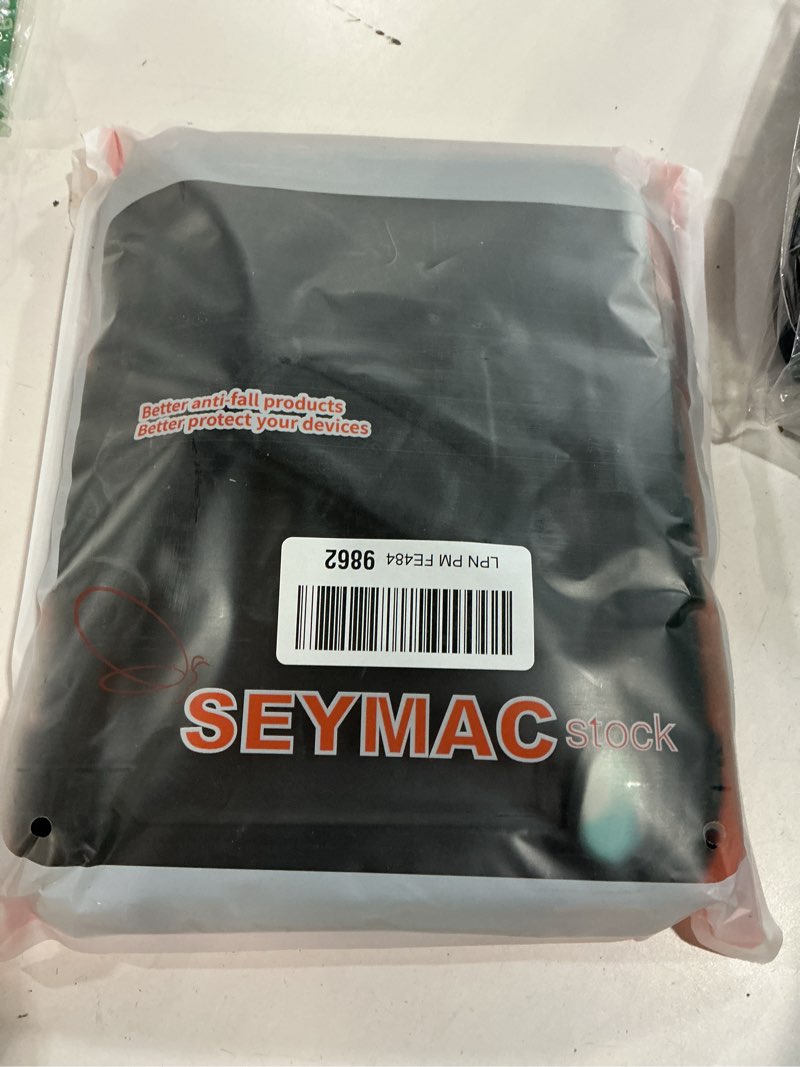 Better anti-fall products
Better protect your devices
LPN PM FE484 9862
SEYMAC stock